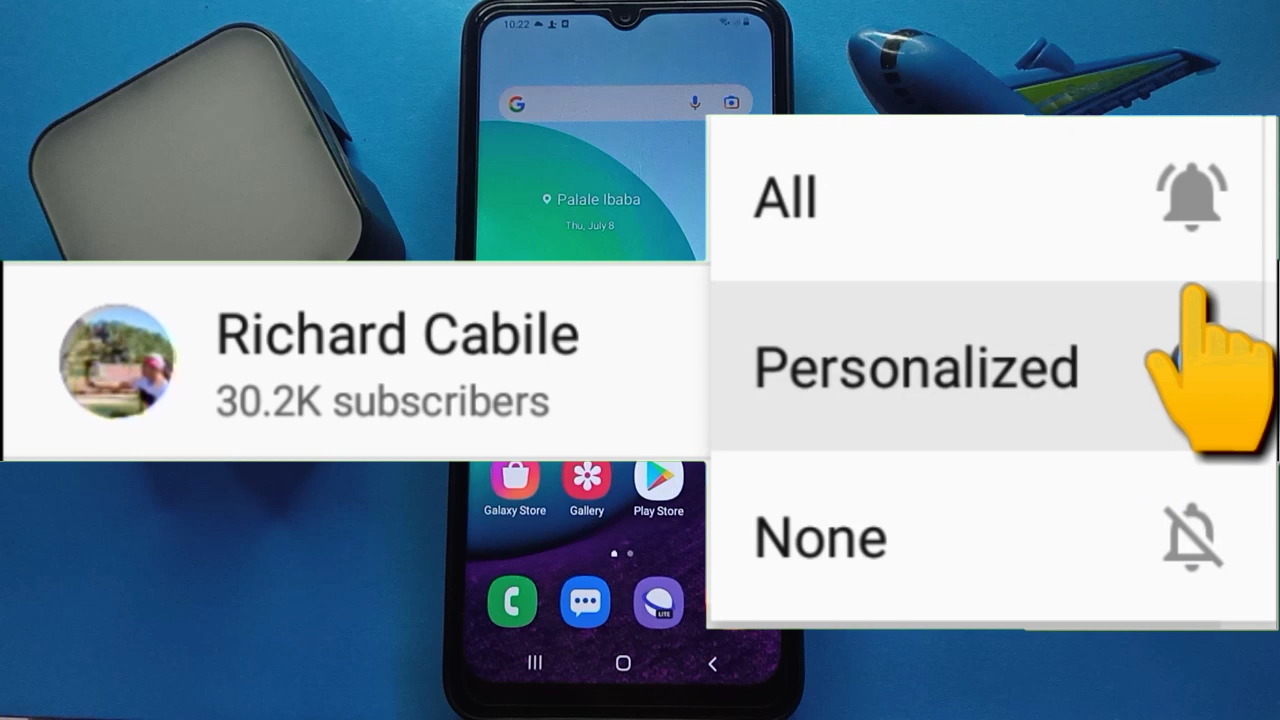 10:22
G
Palale Ibaba
Thu, July 8
All
Richard Cabile
30.2K subscribers
Personalized
Galaxy Store
Gallery
Play Store
None
LITE